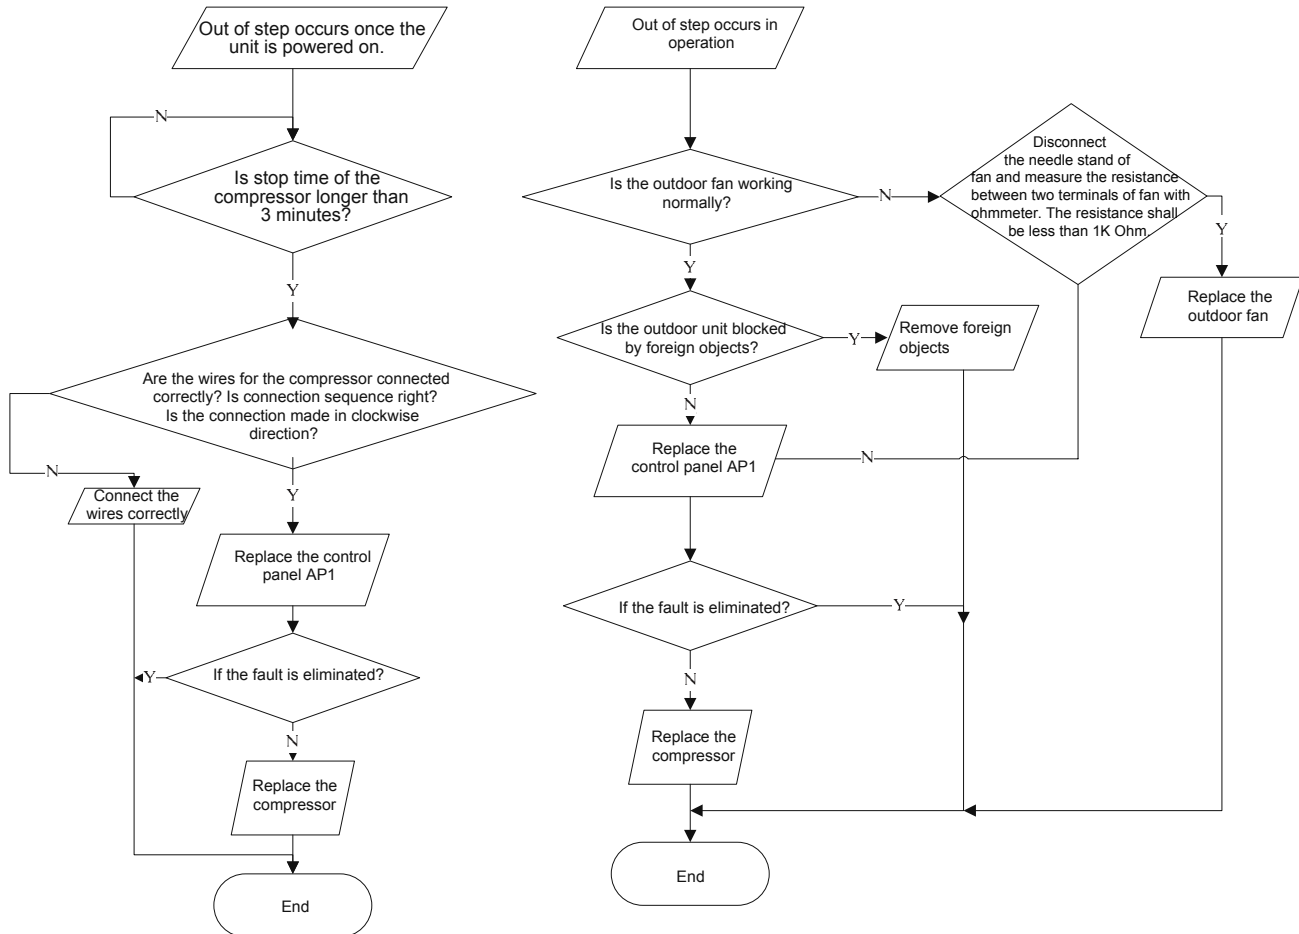 Out of step occurs once the
unit is powered on.
N
Is stop time of the
compressor longer than
3 minutes?
Y
Are the wires for the compressor connected
correctly? Is connection sequence right?
Is the connection made in clockwise
direction?
N
Connect the
wires correctly
Y
Replace the control
panel AP1
If the fault is eliminated?
Y
N
Replace the
compressor
End
Out of step occurs in
operation
Is the outdoor fan working
normally?
N
Disconnect
the needle stand of
fan and measure the resistance
between two terminals of fan with
ohmmeter. The resistance shall
be less than 1K Ohm.
Y
Replace the
outdoor fan
Y
Is the outdoor unit blocked
by foreign objects?
Y
Remove foreign
objects
N
Replace the
control panel AP1
N
If the fault is eliminated?
Y
N
Replace the
compressor
End